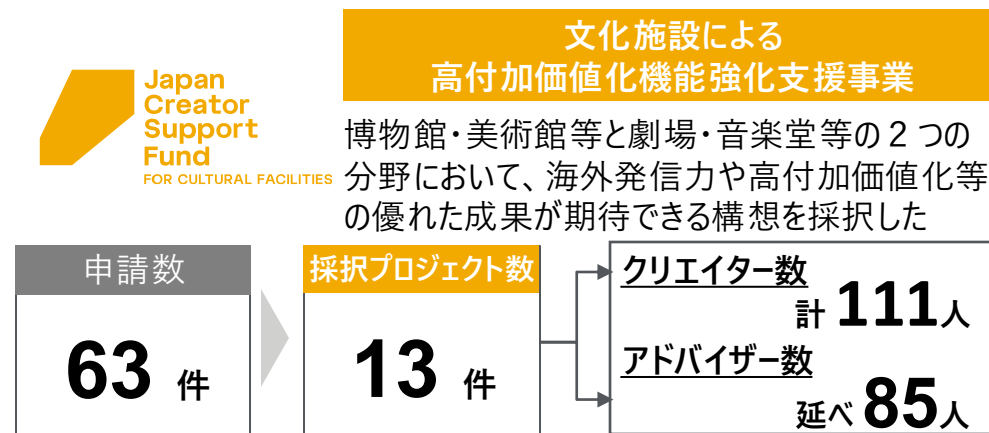 文化施設による
高付加価値化機能強化支援事業
Japan
Creator
Support
Fund
FOR CULTURAL FACILITIES
博物館・美術館等と劇場・音楽堂等の２つの
分野において、海外発信力や高付加価値化等
の優れた成果が期待できる構想を採択した
申請数
63 件
採択プロジェクト数
13 件
クリエイター数
計 111人
アドバイザー数
延べ 85人